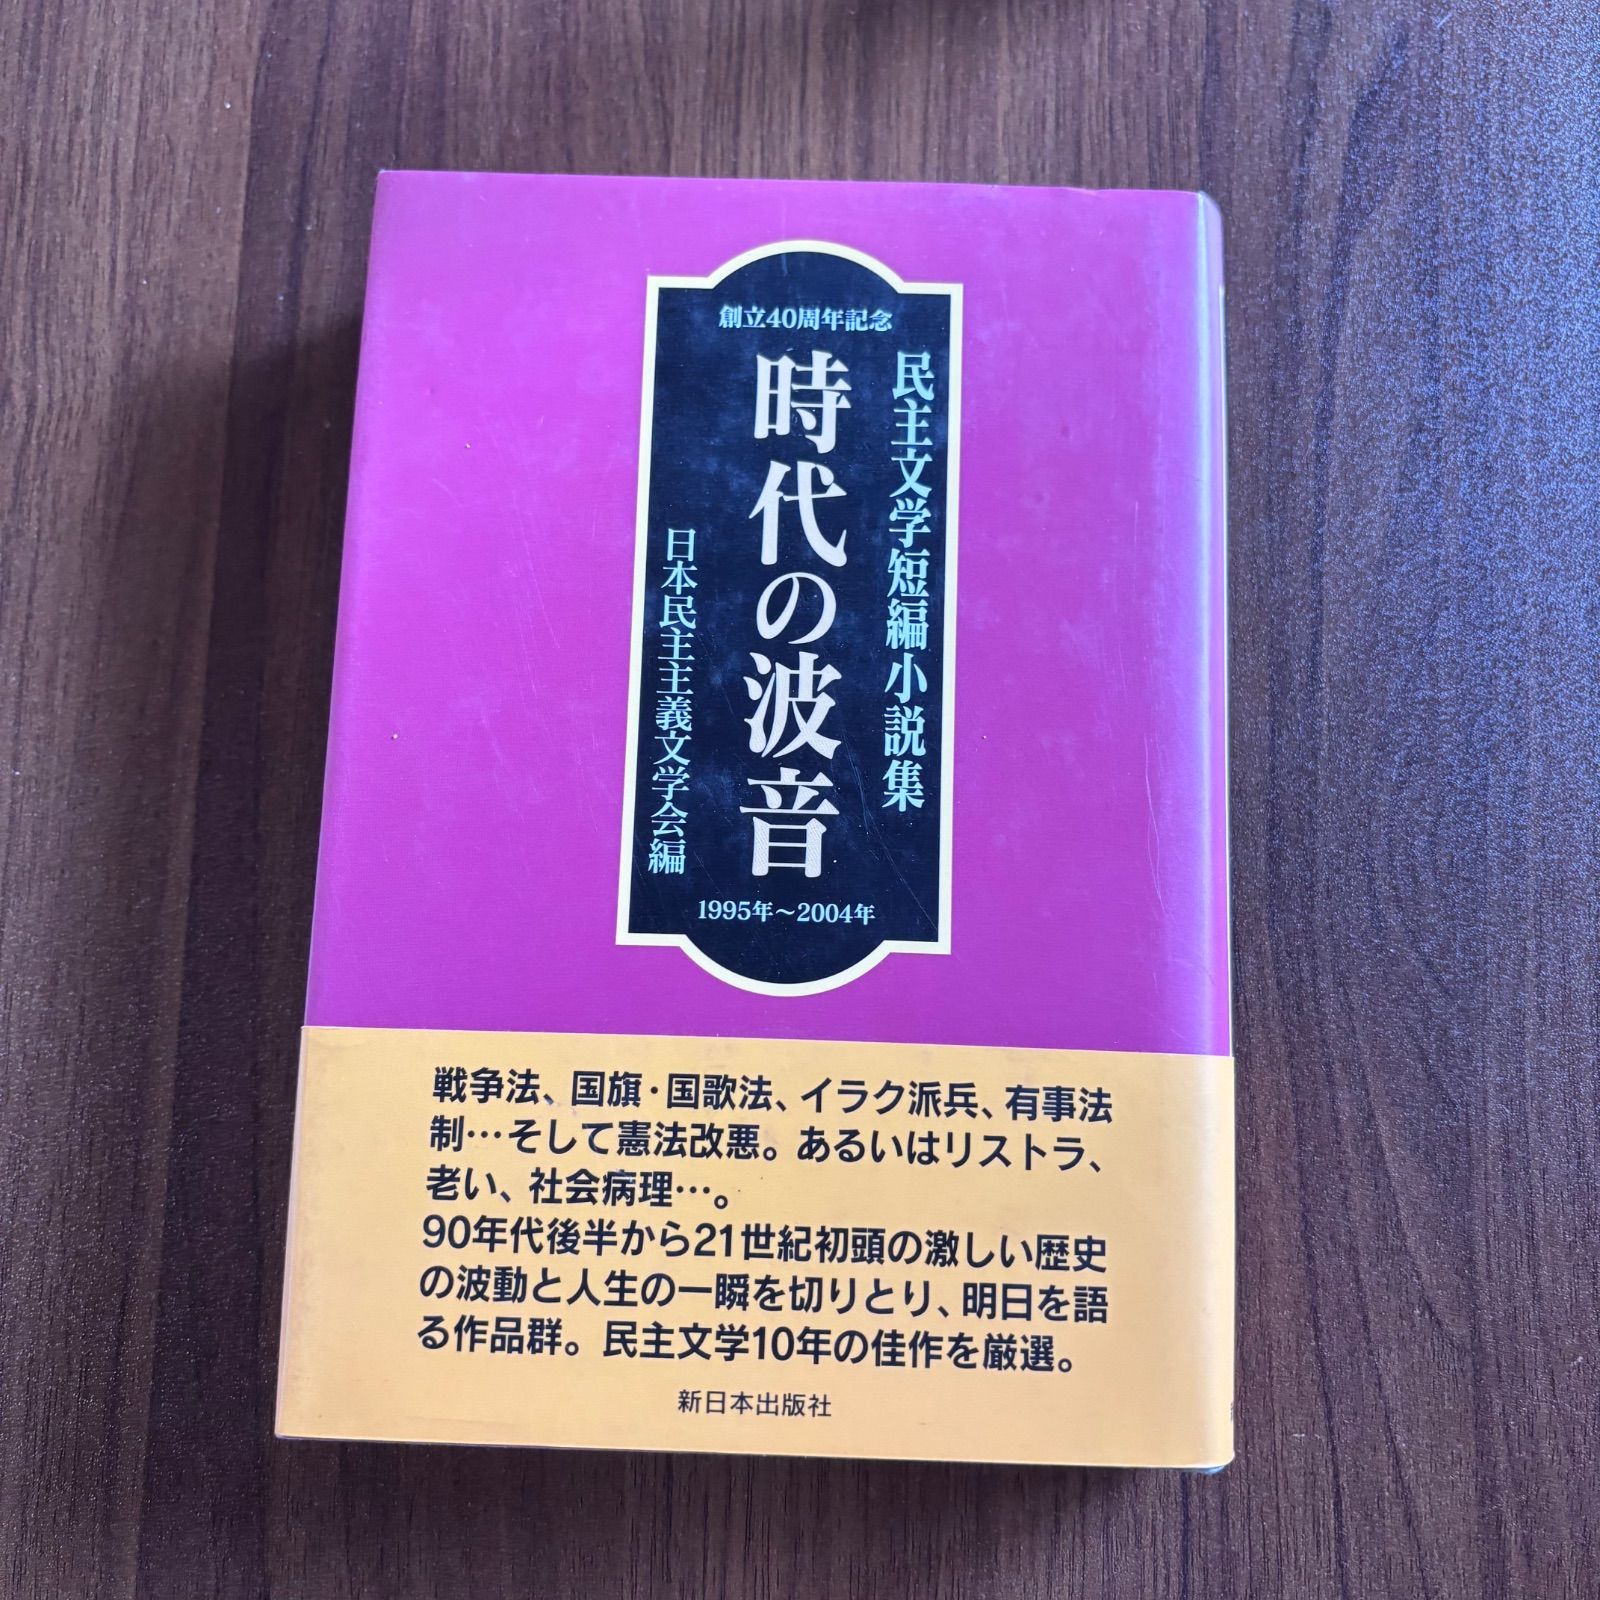 創立40周年記念
民主文学短編小説集
時代の波音
日本民主主義文学会編
1995年～2004年
戦争法、国旗・国歌法、イラク派兵、有事法
制…そして憲法改悪。あるいはリストラ、
老い、社会病理…。
90年代後半から21世紀初頭の激しい歴史
の波動と人生の一瞬を切りとり、明日を語
る作品群。民主文学10年の佳作を厳選。
新日本出版社